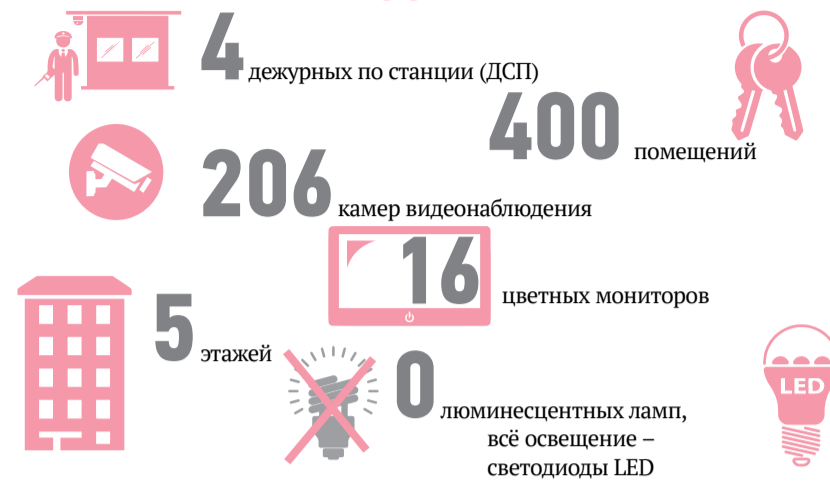 4 дежурных по станции (ДСП)
400 помещений
206 камер видеонаблюдения
16 цветных мониторов
5 этажей
0 люминесцентных ламп,
всё освещение –
светодиоды LED
LED